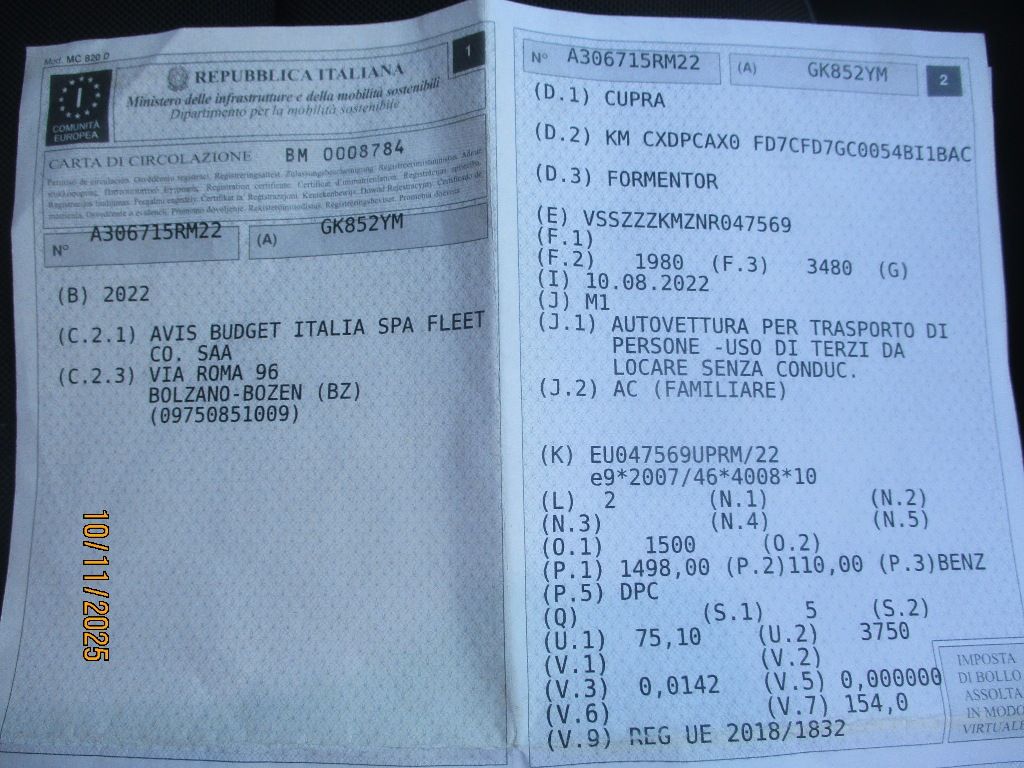 Mod. MC 820 D
1
I
COMUNITÀ
EUROPEA
REPUBBLICA ITALIANA
Ministero delle infrastrutture e della mobilità sostenibili
Dipartimento per la mobilità sostenibile
CARTA DI CIRCOLAZIONE BM 0008784
N° A306715RM22 (A) GK852YM
(B) 2022
(C.2.1) AVIS BUDGET ITALIA SPA FLEET
CO. SAA
(C.2.3) VIA ROMA 96
BOLZANO-BOZEN (BZ)
(09750851009)
10/11/2025
N° A306715RM22 (A) GK852YM 2
(D.1) CUPRA
(D.2) KM CXDPCAX0 FD7CFD7GC0054BI1BAC
(D.3) FORMENTOR
(E) VSSZZZKMZNR047569
(F.1)
(F.2) 1980 (F.3) 3480 (G)
(I) 10.08.2022
(J) M1
(J.1) AUTOVETTURA PER TRASPORTO DI
PERSONE -USO DI TERZI DA
LOCARE SENZA CONDUC.
(J.2) AC (FAMILIARE)
(K) EU047569UPRM/22
e9*2007/46*4008*10
(L) 2 (N.1) (N.2)
(N.3) (N.4) (N.5)
(O.1) 1500 (O.2)
(P.1) 1498,00 (P.2)110,00 (P.3)BENZ
(P.5) DPC
(Q) (S.1) 5 (S.2)
(U.1) 75,10 (U.2) 3750
(V.1) (V.2)
(V.3) 0,0142 (V.5) 0,000000
(V.6) (V.7) 154,0
(V.9) REG UE 2018/1832
IMPOSTA
DI BOLLO
ASSOLTA
IN MODO
VIRTUALE